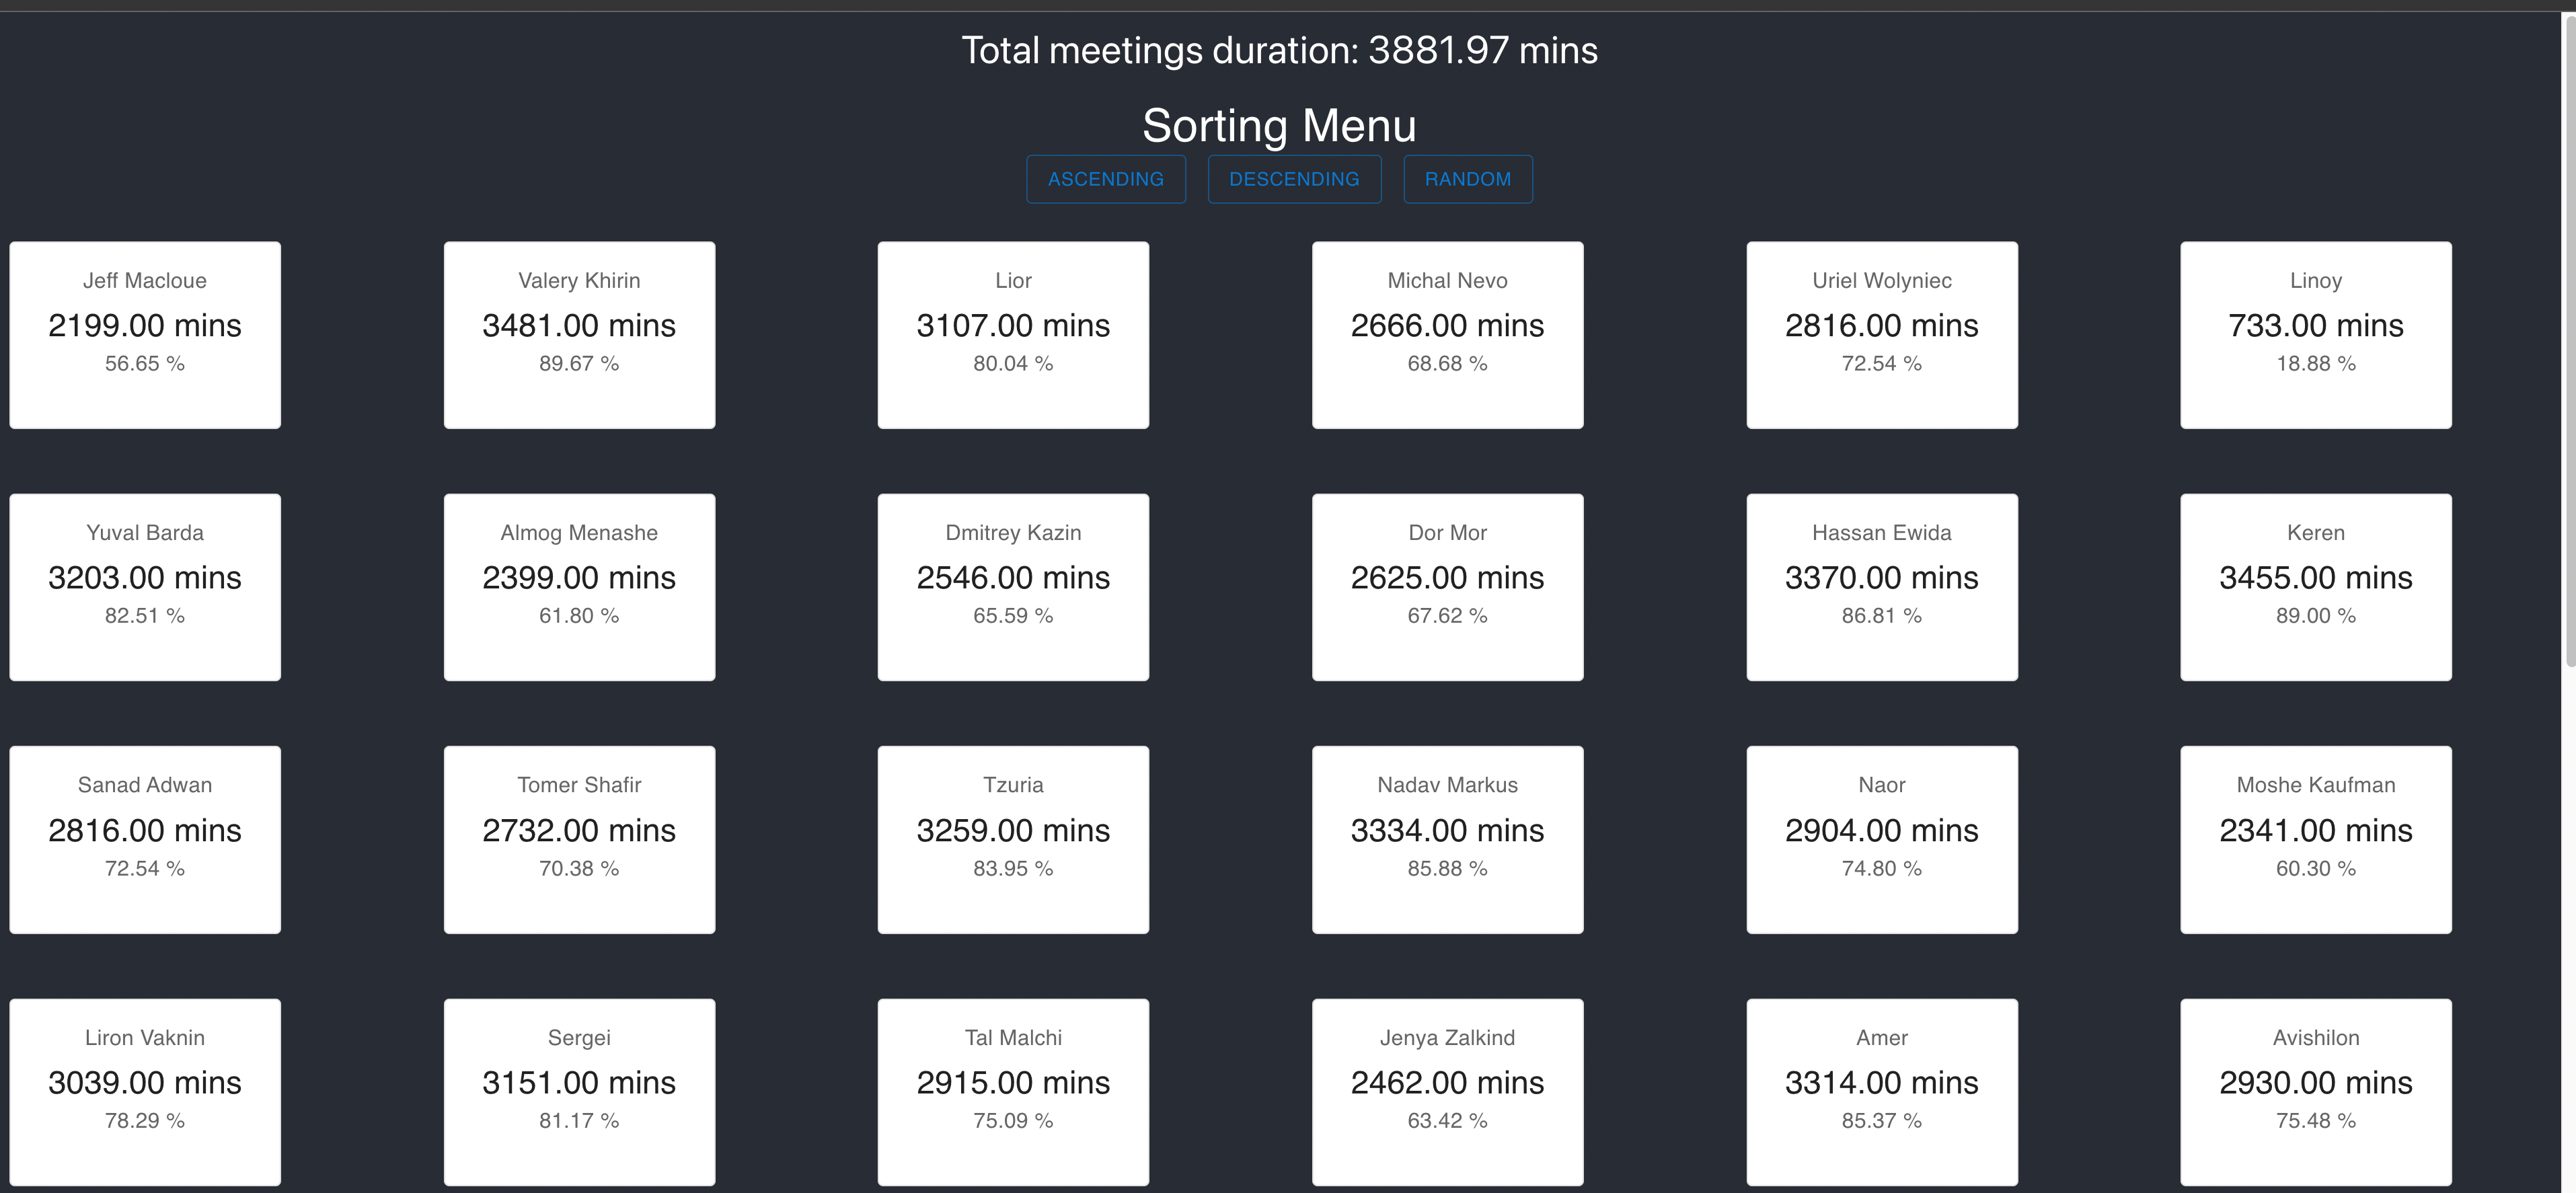 Total meetings duration: 3881.97 mins
Sorting Menu
ASCENDING
DESCENDING
RANDOM
Jeff Macloue
2199.00 mins
56.65 %
Valery Khirin
3481.00 mins
89.67 %
Lior
3107.00 mins
80.04 %
Michal Nevo
2666.00 mins
68.68 %
Uriel Wolyniec
2816.00 mins
72.54 %
Linoy
733.00 mins
18.88 %
Yuval Barda
3203.00 mins
82.51 %
Almog Menashe
2399.00 mins
61.80 %
Dmitrey Kazin
2546.00 mins
65.59 %
Dor Mor
2625.00 mins
67.62 %
Hassan Ewida
3370.00 mins
86.81 %
Keren
3455.00 mins
89.00 %
Sanad Adwan
2816.00 mins
72.54 %
Tomer Shafir
2732.00 mins
70.38 %
Tzuria
3259.00 mins
83.95 %
Nadav Markus
3334.00 mins
85.88 %
Naor
2904.00 mins
74.80 %
Moshe Kaufman
2341.00 mins
60.30 %
Liron Vaknin
3039.00 mins
78.29 %
Sergei
3151.00 mins
81.17 %
Tal Malchi
2915.00 mins
75.09 %
Jenya Zalkind
2462.00 mins
63.42 %
Amer
3314.00 mins
85.37 %
Avishilon
2930.00 mins
75.48 %